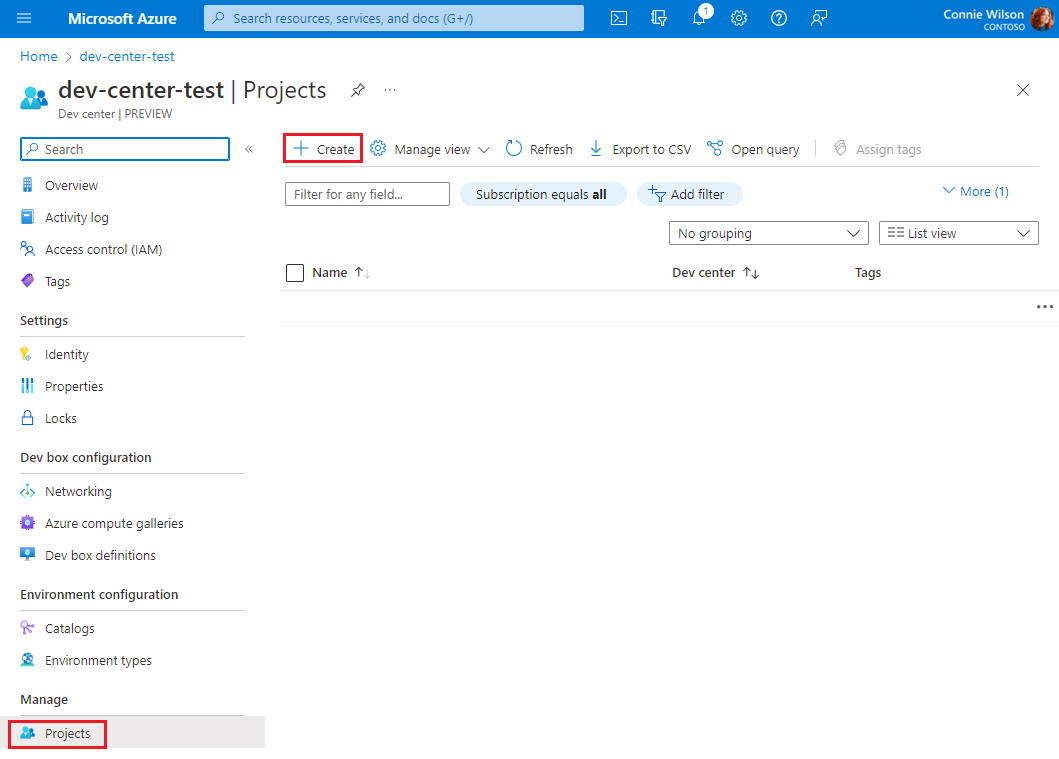 Microsoft Azure
Search resources, services, and docs (G+/)
1
Connie Wilson
CONTOSO
Home > dev-center-test
dev-center-test | Projects
Dev center | PREVIEW
Search
Create
Manage view
Refresh
Export to CSV
Open query
Assign tags
Overview
Activity log
Access control (IAM)
Tags
Settings
Identity
Properties
Locks
Dev box configuration
Networking
Azure compute galleries
Dev box definitions
Environment configuration
Catalogs
Environment types
Manage
Projects
Filter for any field...
Subscription equals all
Add filter
More (1)
No grouping
List view
Name
Dev center
Tags